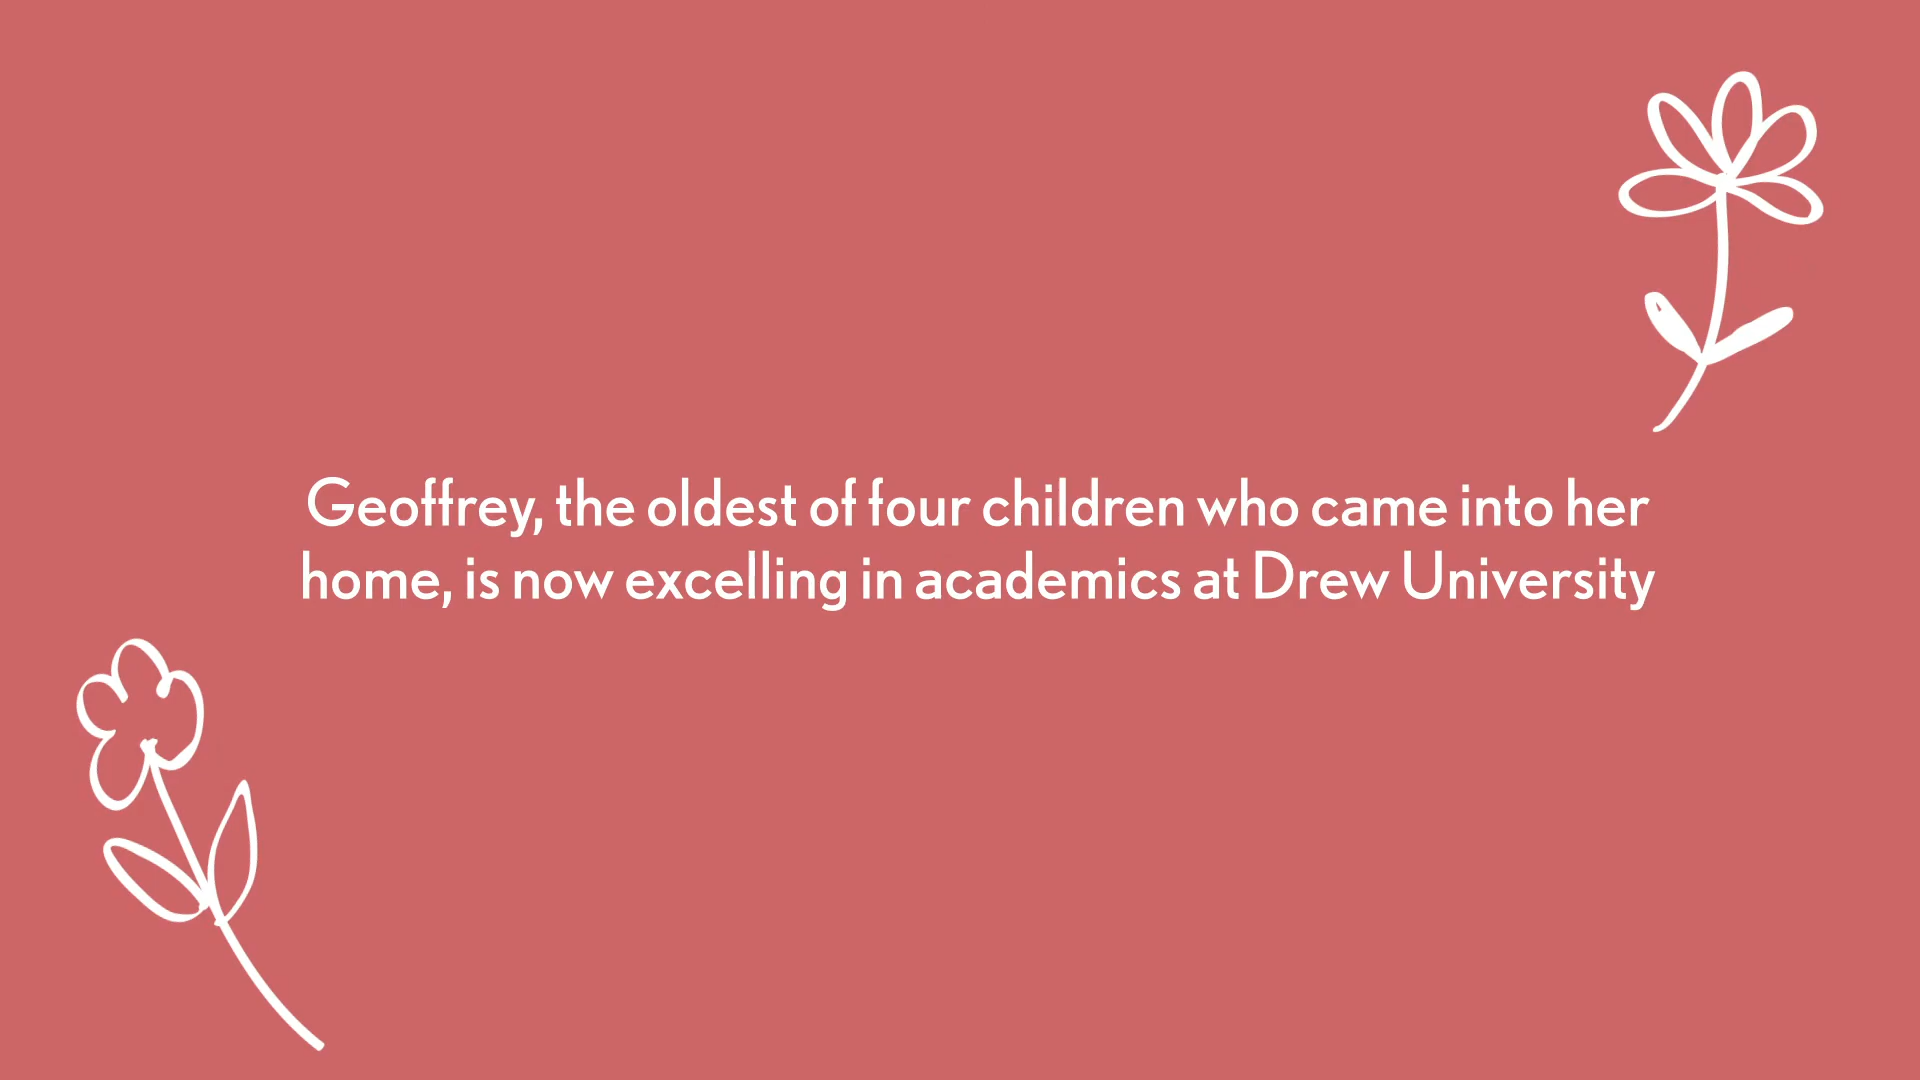 Geoffrey, the oldest of four children who came into her
home, is now excelling in academics at Drew University